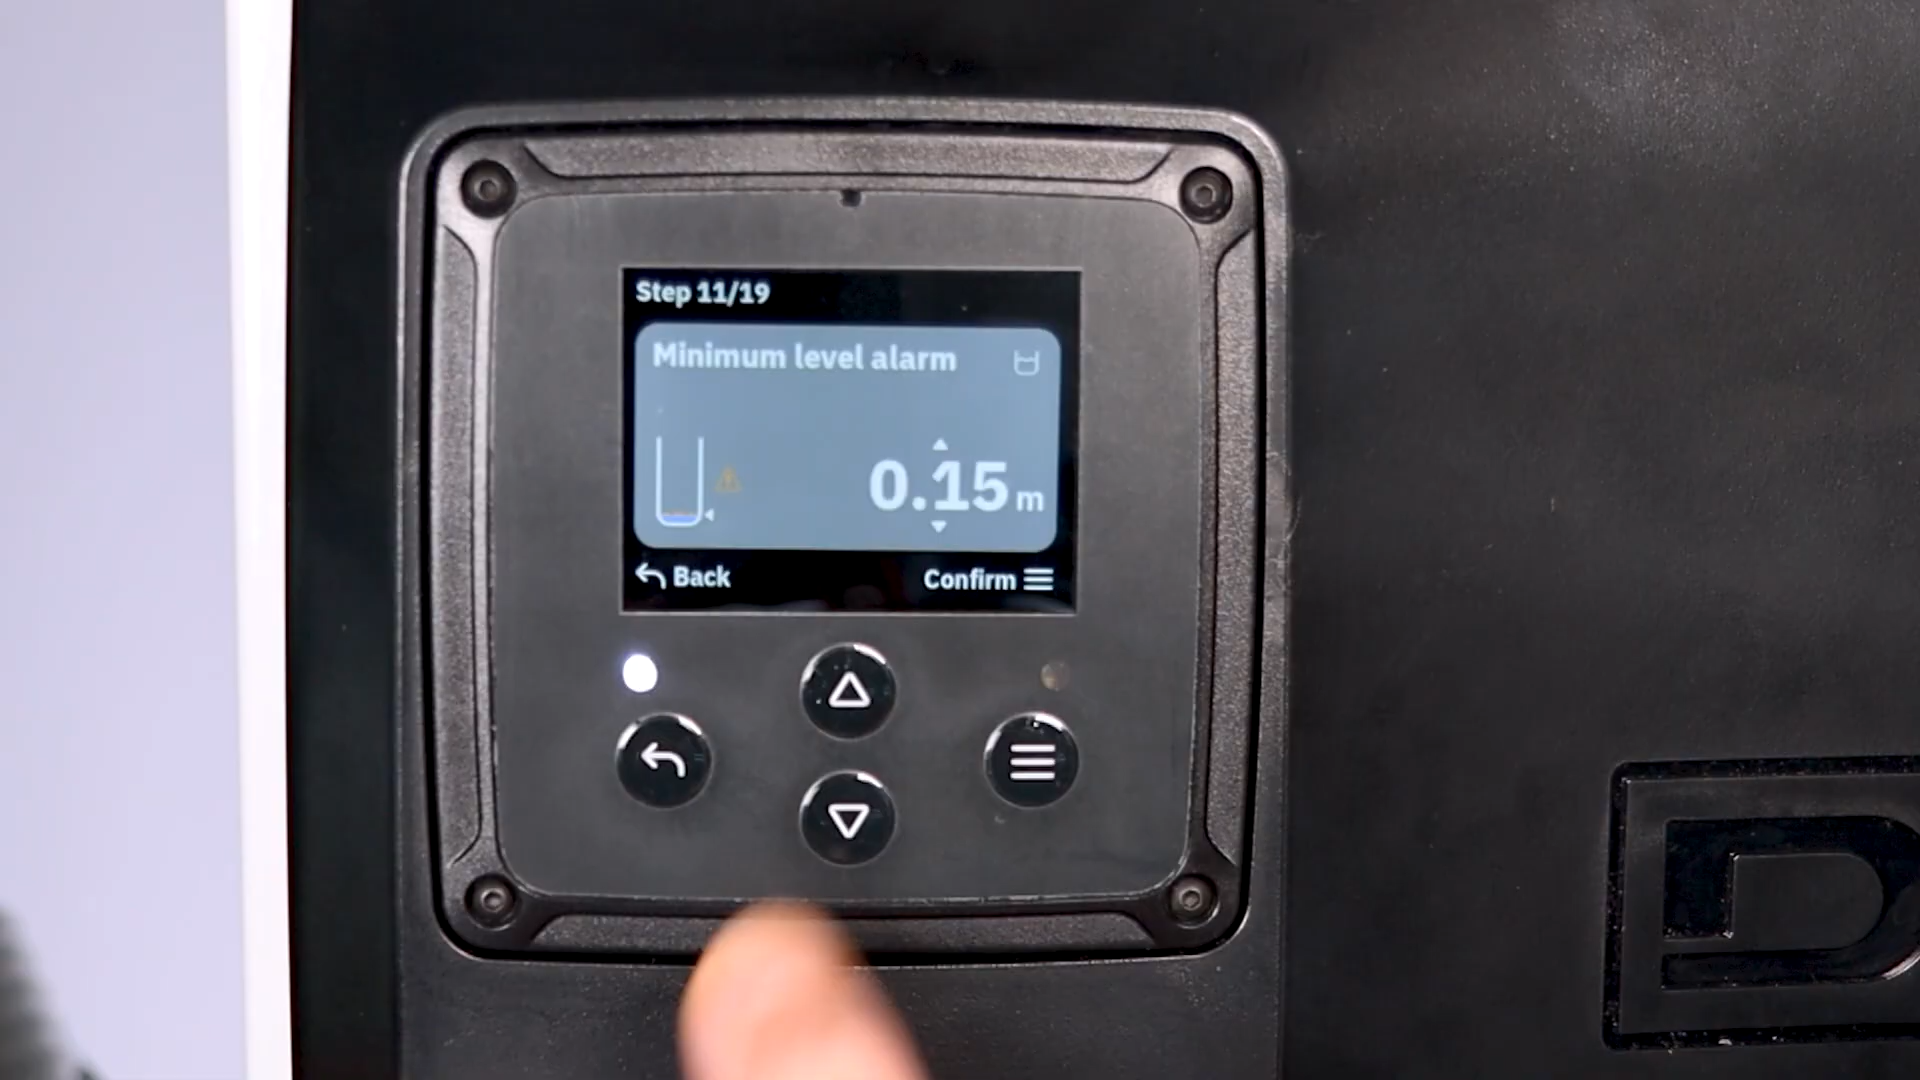 Step 11/19
Minimum level alarm
0.15 m
Back
Confirm